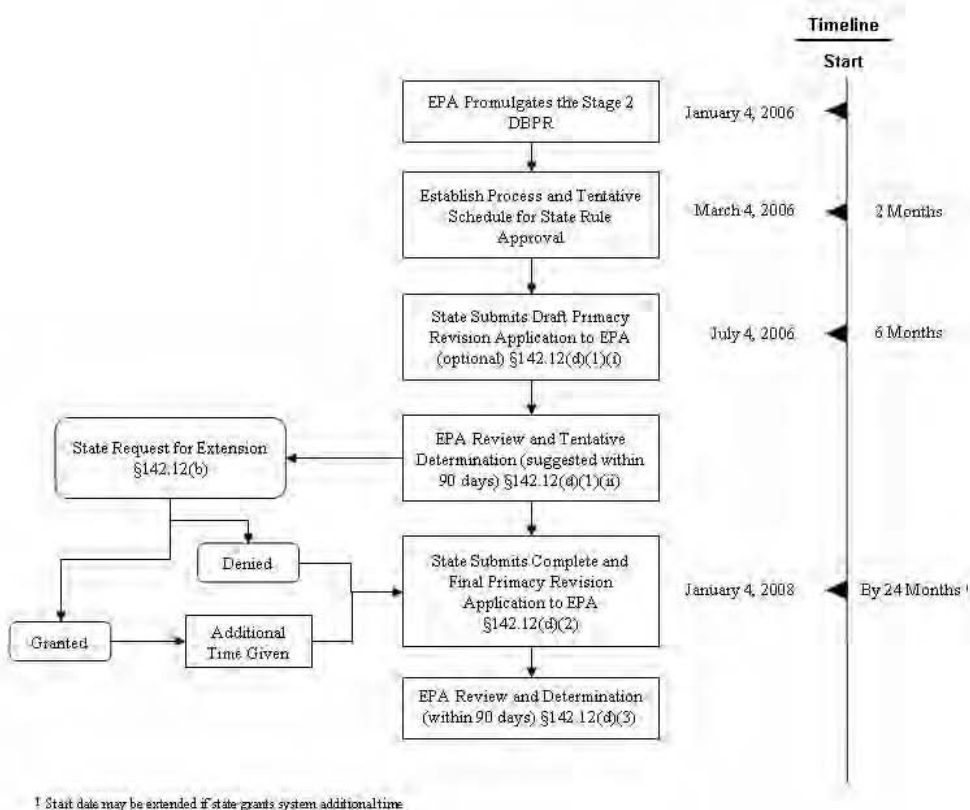 Timeline
Start
EPA Promulgates the Stage 2
DBPR
January 4, 2006
Establish Process and Tentative
Schedule for State Rule
Approval
March 4, 2006
2 Months
State Submits Draft Primacy
Revision Application to EPA
(optional) §142.12(d)(1)(i)
July 4, 2006
6 Months
EPA Review and Tentative
Determination (suggested within
90 days) §142.12(d)(1)(ii)
State Request for Extension
§142.12(b)
Denied
Granted
Additional
Time Given
State Submits Complete and
Final Primacy Revision
Application to EPA
§142.12(d)(2)
January 4, 2008
By 24 Months ¹
EPA Review and Determination
(within 90 days) §142.12(d)(3)
¹ Start date may be extended if state grants system additional time